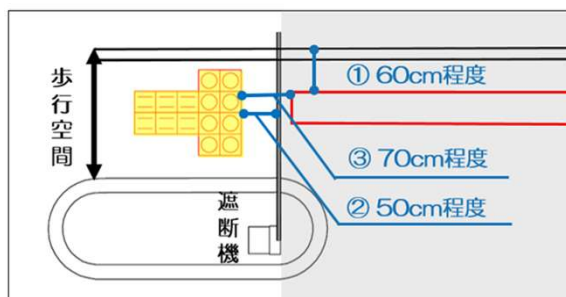 歩行空間
① 60cm程度
③ 70cm程度
② 50cm程度
遮断機